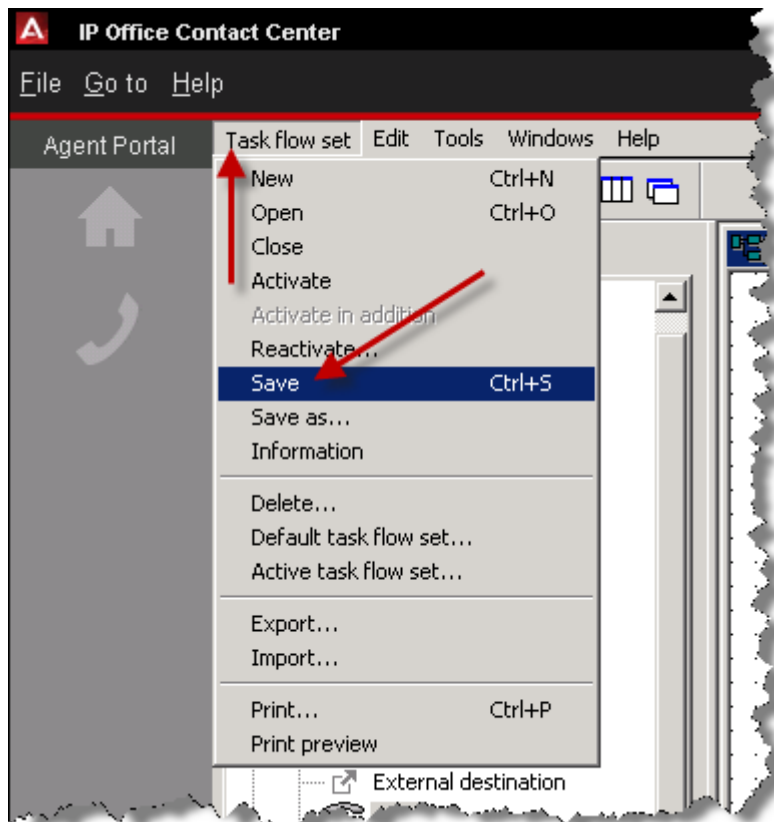 IP Office Contact Center
File Go to Help
Agent Portal
Task flow set Edit Tools Windows Help
New Ctrl+N
Open Ctrl+O
Close
Activate
Activate in addition
Reactivate...
Save Ctrl+S
Save as...
Information
Delete...
Default task flow set...
Active task flow set...
Export...
Import...
Print... Ctrl+P
Print preview
External destination